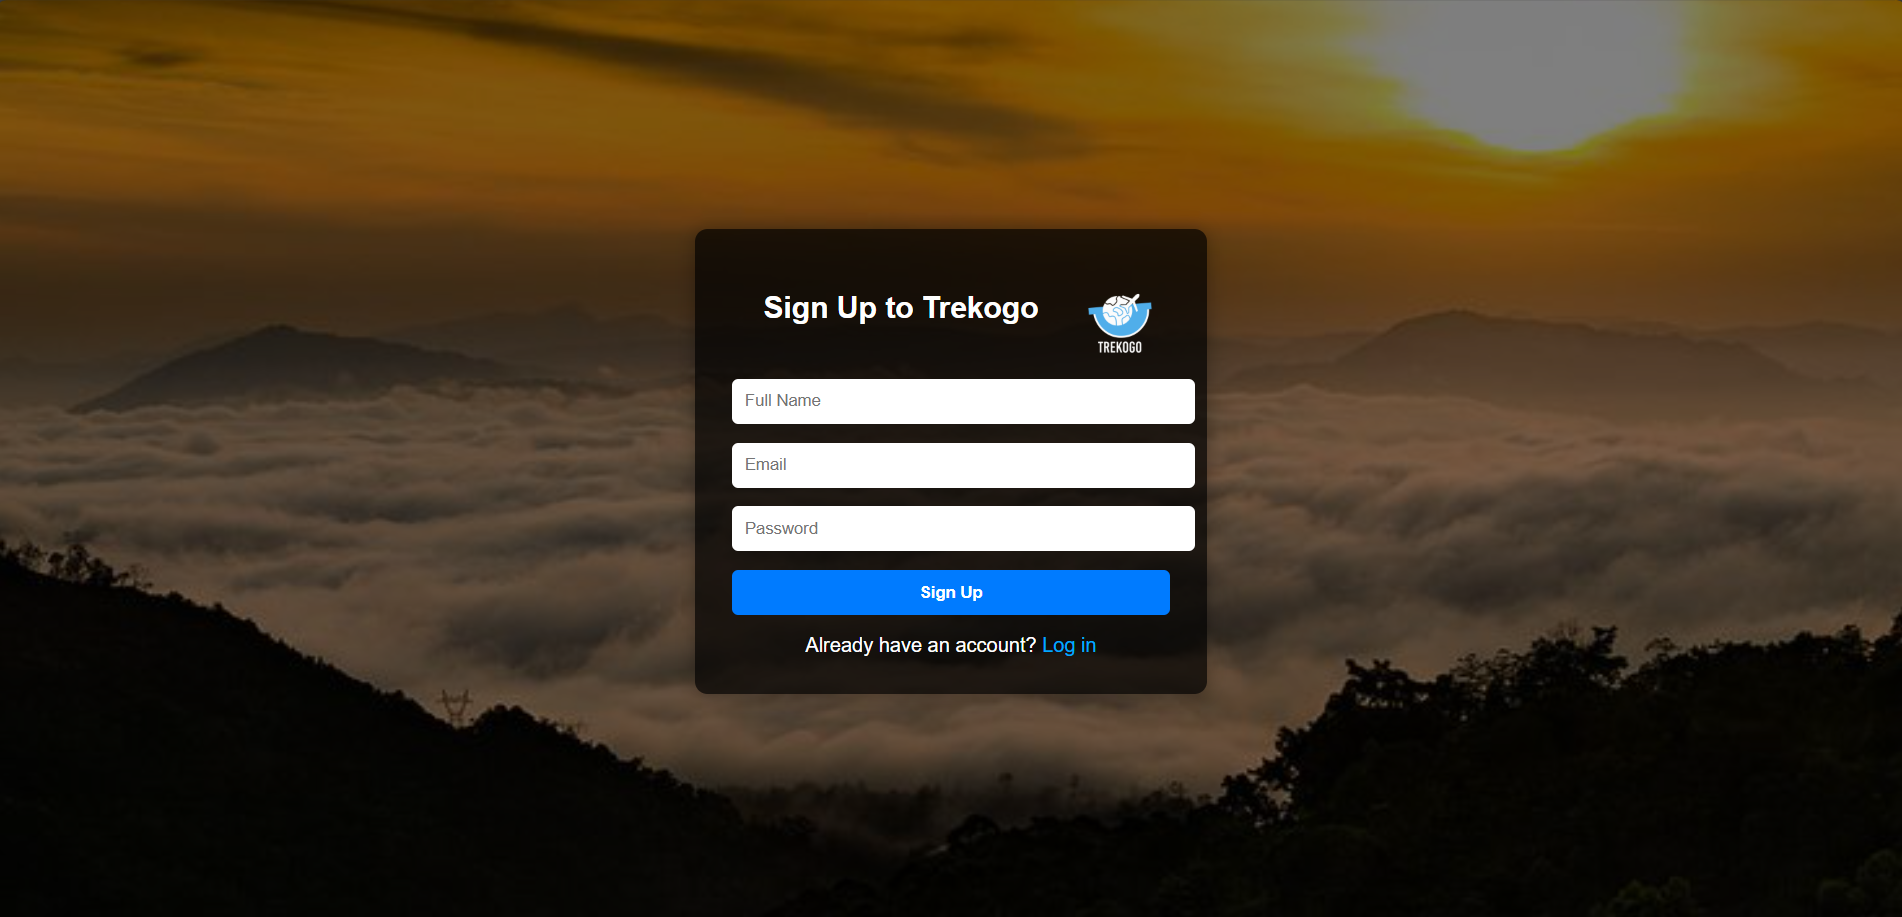 Sign Up to Trekogo
TREKOGO
Full Name
Email
Password
Sign Up
Already have an account? Log in